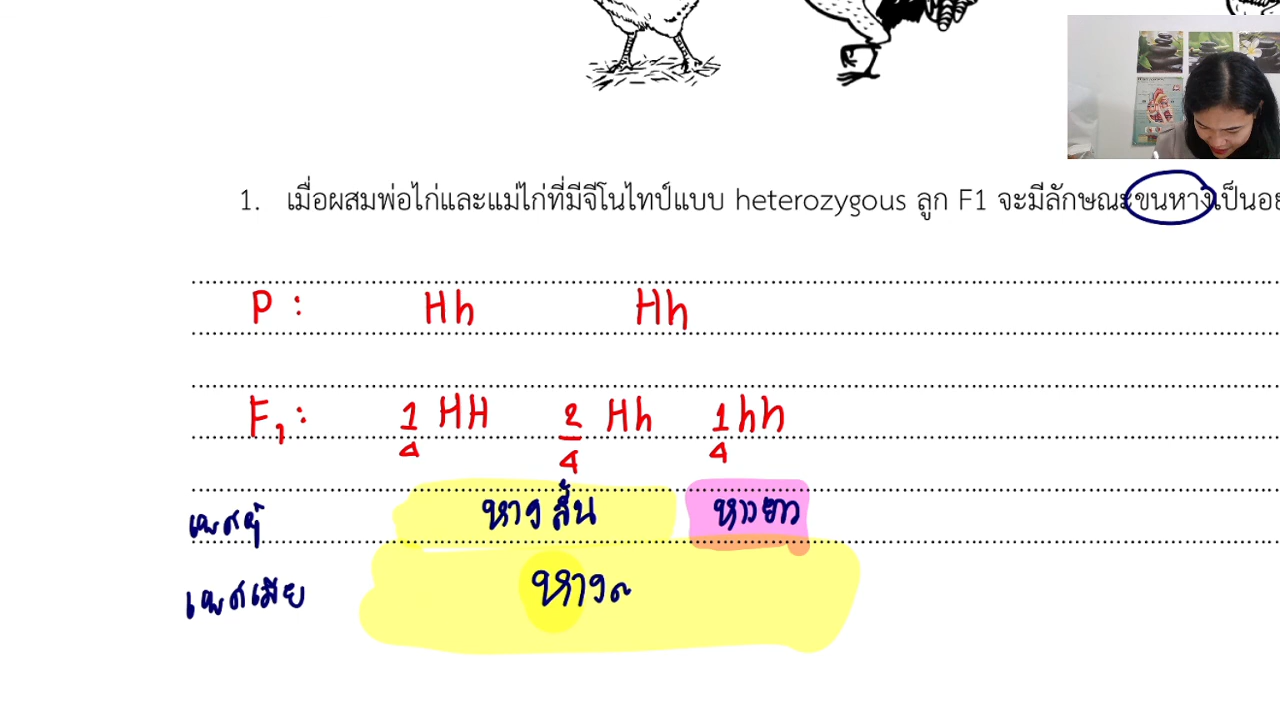 1. เมื่อผสมพ่อไก่และแม่ไก่ที่มีจีโนไทป์แบบ heterozygous ลูก F1 จะมีลักษณะขนหางเป็นอย
P : Hh Hh
F1 : 1/4 HH 2/4 Hh 1/4 hh
เพศผู้ หางสั้น หางยาว
เพศเมีย หาง